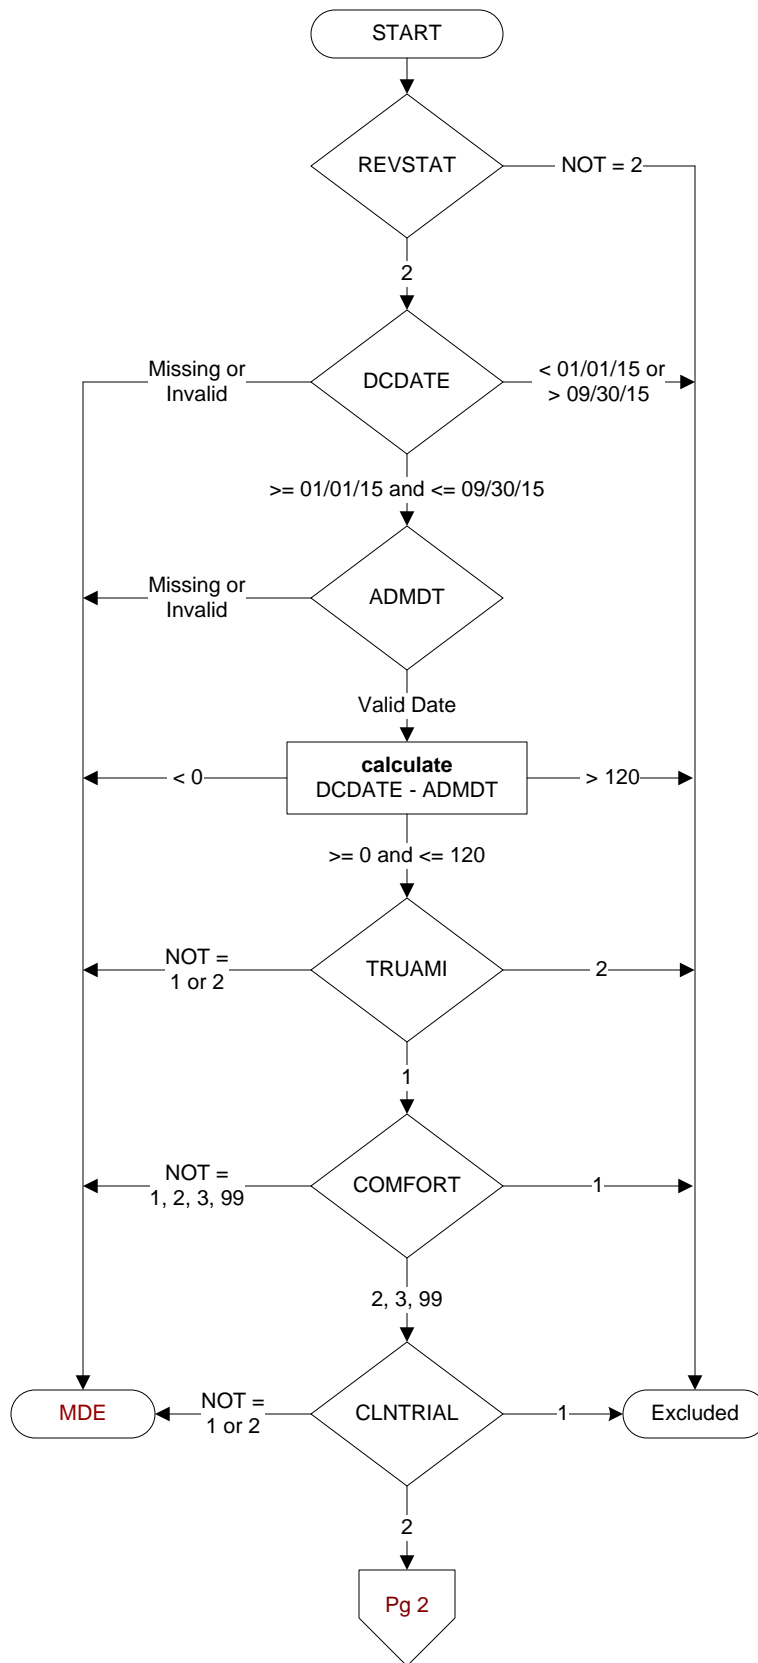 START
REVSTAT
NOT = 2
2
Missing or
Invalid
DCDATE
< 01/01/15 or
> 09/30/15
>= 01/01/15 and <= 09/30/15
Missing or
Invalid
ADMDT
Valid Date
< 0
calculate
DCDATE - ADMDT
> 120
>= 0 and <= 120
NOT =
1 or 2
TRUAMI
2
1
NOT =
1, 2, 3, 99
COMFORT
1
2, 3, 99
MDE
NOT =
1 or 2
CLNTRIAL
1
Excluded
2
Pg 2